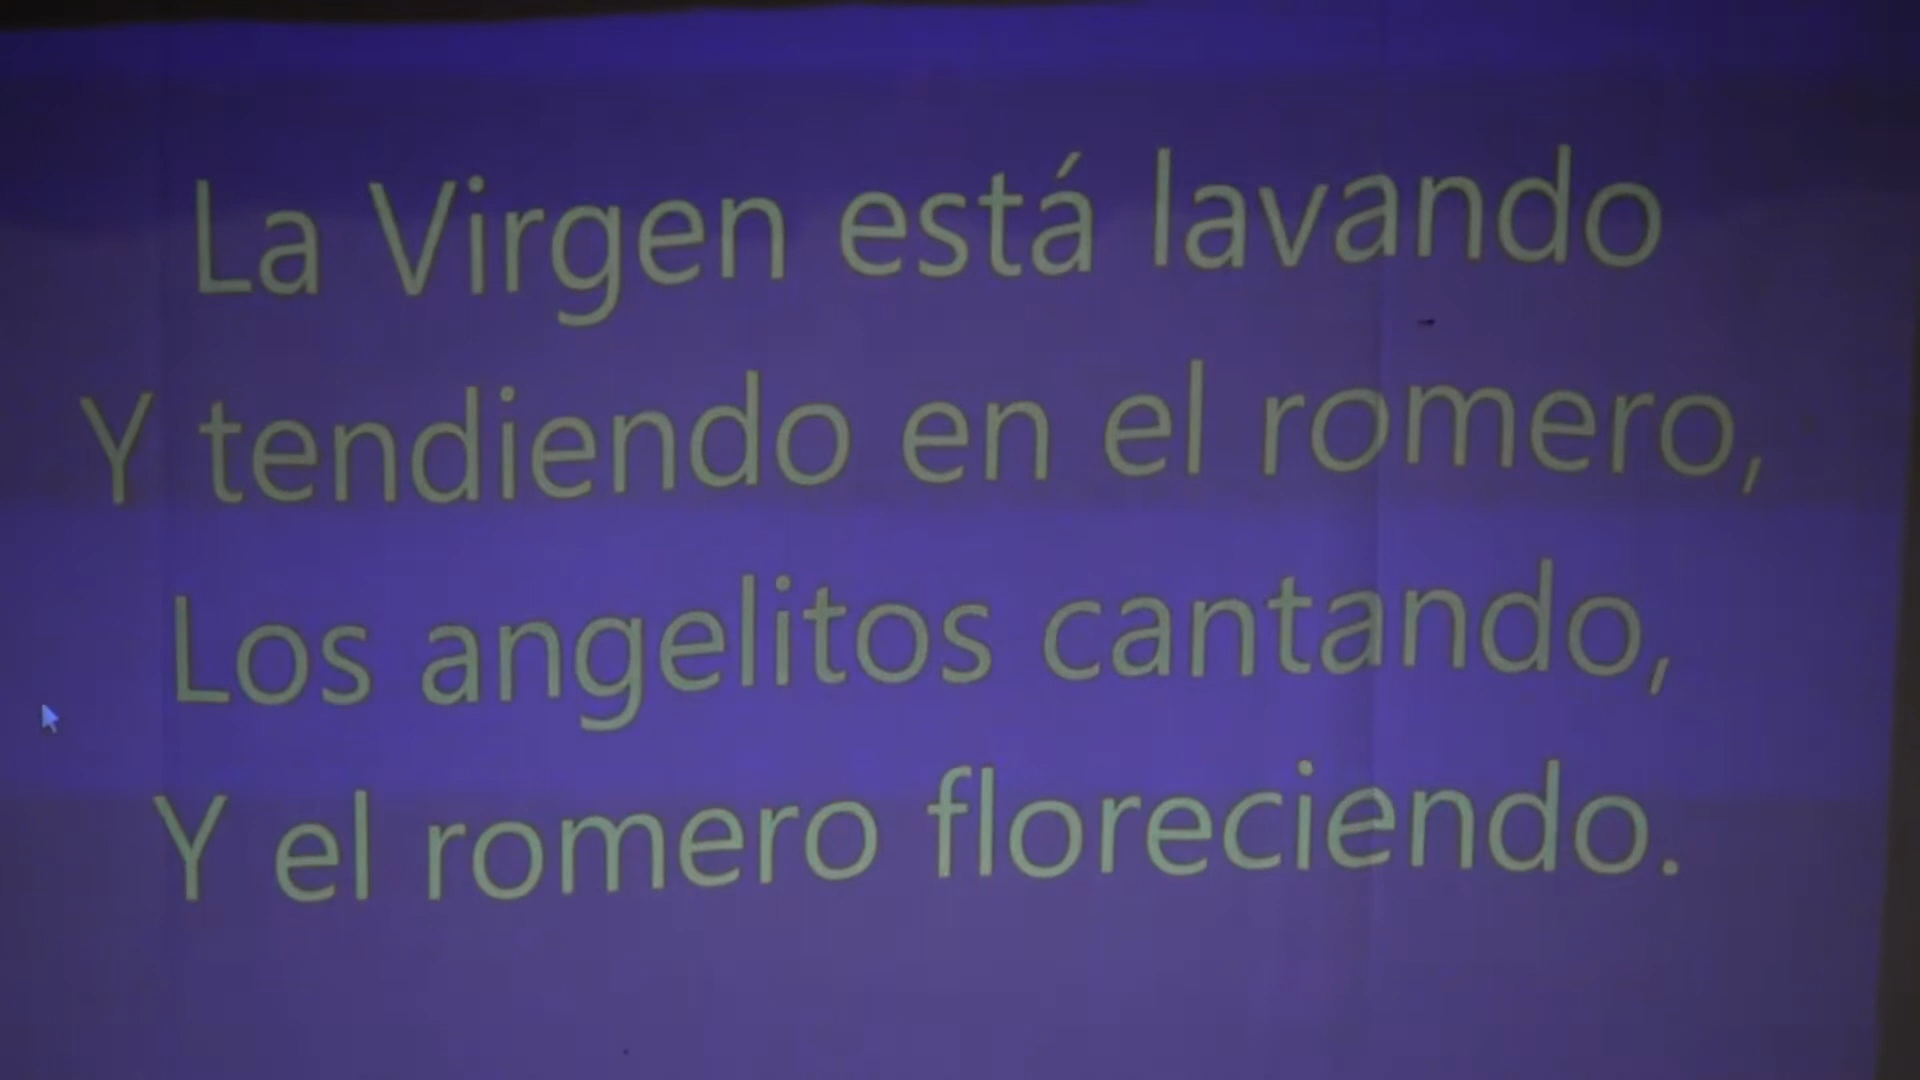 La Virgen está lavando
Y tendiendo en el romero,
Los angelitos cantando,
Y el romero floreciendo.